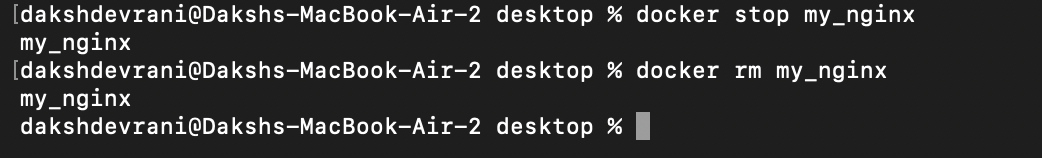 [dakshdevrani@Dakshs-MacBook-Air-2 desktop % docker stop my_nginx
my_nginx
[dakshdevrani@Dakshs-MacBook-Air-2 desktop % docker rm my_nginx
my_nginx
dakshdevrani@Dakshs-MacBook-Air-2 desktop %